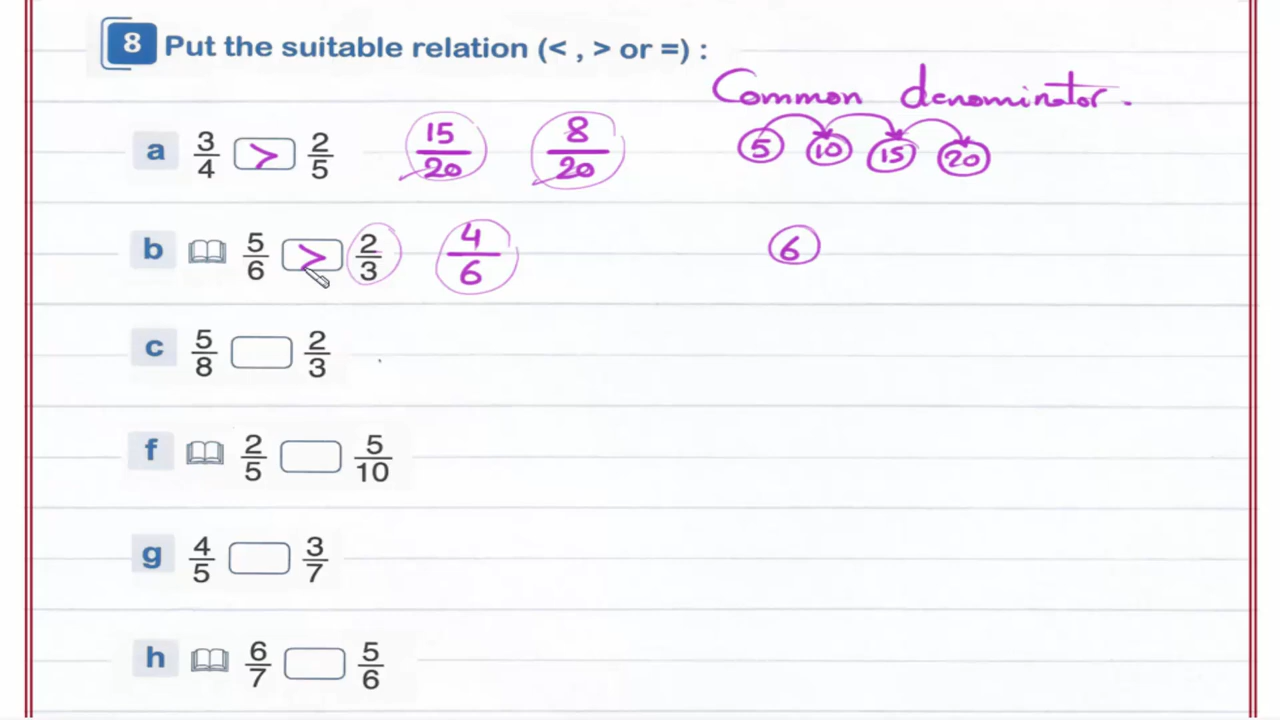 8 Put the suitable relation (< , > or =) :
Common denominator.
a 3/4 > 2/5 15/20 8/20 5 10 15 20
b 5/6 > 2/3 4/6 6
c 5/8 2/3
f 2/5 5/10
g 4/5 3/7
h 6/7 5/6